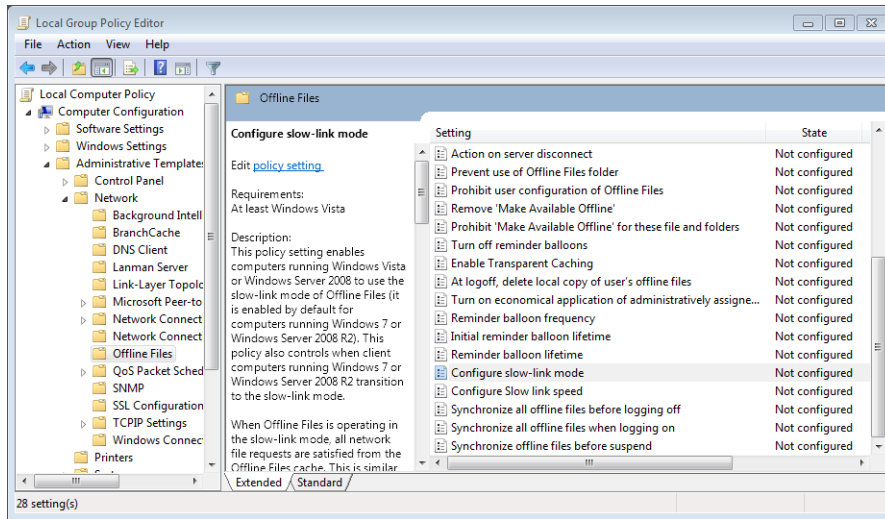 Local Group Policy Editor
File Action View Help
Local Computer Policy
Computer Configuration
Software Settings
Windows Settings
Administrative Template:
Control Panel
Network
Background Intell
BranchCache
DNS Client
Lanman Server
Link-Layer Topolc
Microsoft Peer-to
Network Connect
Network Connect
Offline Files
QoS Packet Sched
SNMP
SSL Configuration
TCPIP Settings
Windows Connec
Printers
Offline Files
Configure slow-link mode
Edit policy setting
Requirements:
At least Windows Vista
Description:
This policy setting enables
computers running Windows Vista
or Windows Server 2008 to use the
slow-link mode of Offline Files (it
is enabled by default for
computers running Windows 7 or
Windows Server 2008 R2). This
policy also controls when client
computers running Windows 7 or
Windows Server 2008 R2 transition
to the slow-link mode.
When Offline Files is operating in
the slow-link mode, all network
file requests are satisfied from the
Offline Files cache. This is similar
Setting State
Action on server disconnect Not configured
Prevent use of Offline Files folder Not configured
Prohibit user configuration of Offline Files Not configured
Remove 'Make Available Offline' Not configured
Prohibit 'Make Available Offline' for these file and folders Not configured
Turn off reminder balloons Not configured
Enable Transparent Caching Not configured
At logoff, delete local copy of user's offline files Not configured
Turn on economical application of administratively assigne... Not configured
Reminder balloon frequency Not configured
Initial reminder balloon lifetime Not configured
Reminder balloon lifetime Not configured
Configure slow-link mode Not configured
Configure Slow link speed Not configured
Synchronize all offline files before logging off Not configured
Synchronize all offline files when logging on Not configured
Synchronize offline files before suspend Not configured
Extended Standard
28 setting(s)